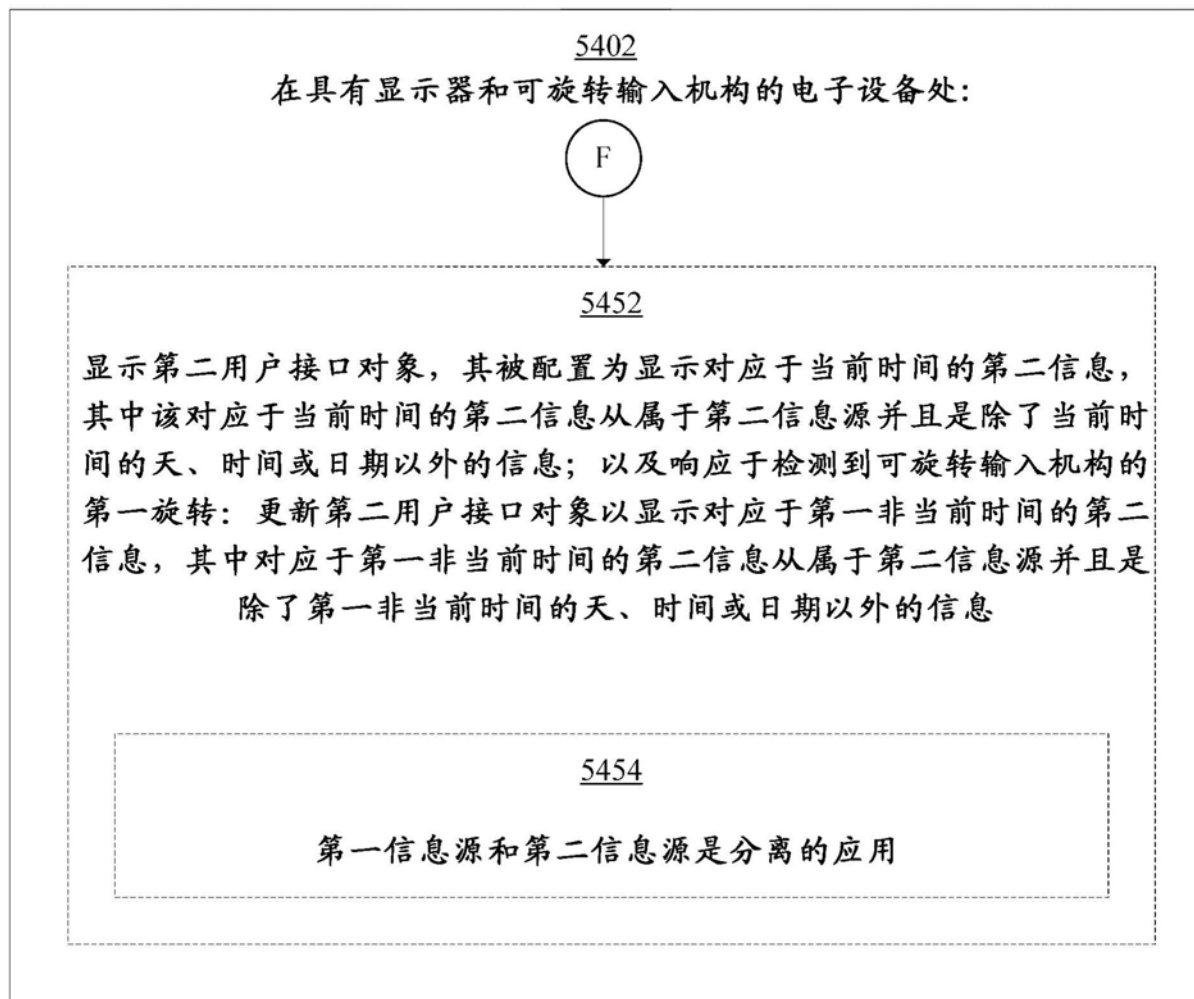 5402
在具有显示器和可旋转输入机构的电子设备处：
F
5452
显示第二用户接口对象，其被配置为显示对应于当前时间的第二信息，
其中该对应于当前时间的第二信息从属于第二信息源并且是除了当前时
间的天、时间或日期以外的信息；以及响应于检测到可旋转输入机构的
第一旋转：更新第二用户接口对象以显示对应于第一非当前时间的第二
信息，其中对应于第一非当前时间的第二信息从属于第二信息源并且是
除了第一非当前时间的天、时间或日期以外的信息
5454
第一信息源和第二信息源是分离的应用